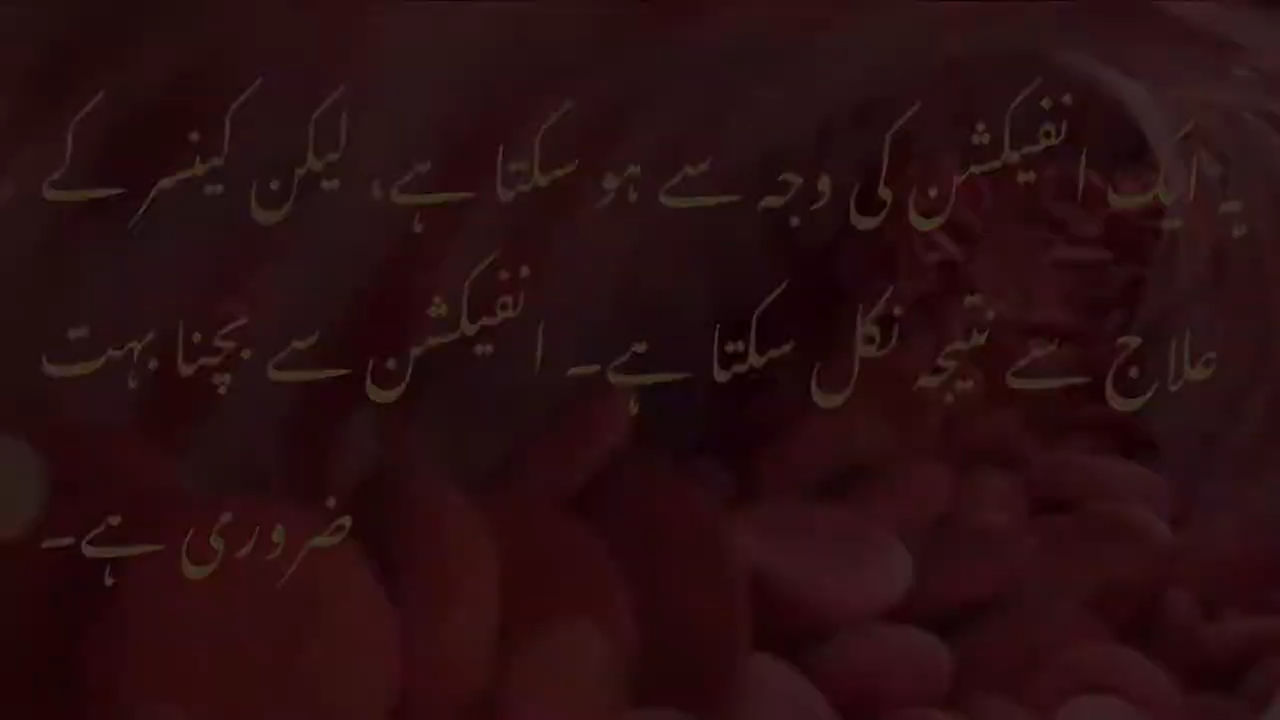 یہ ایک انفیکشن کی وجہ سے ہو سکتا ہے، لیکن کینسر کے
علاج سے نتیجہ نکل سکتا ہے۔ انفیکشن سے بچنا بہت
ضروری ہے۔